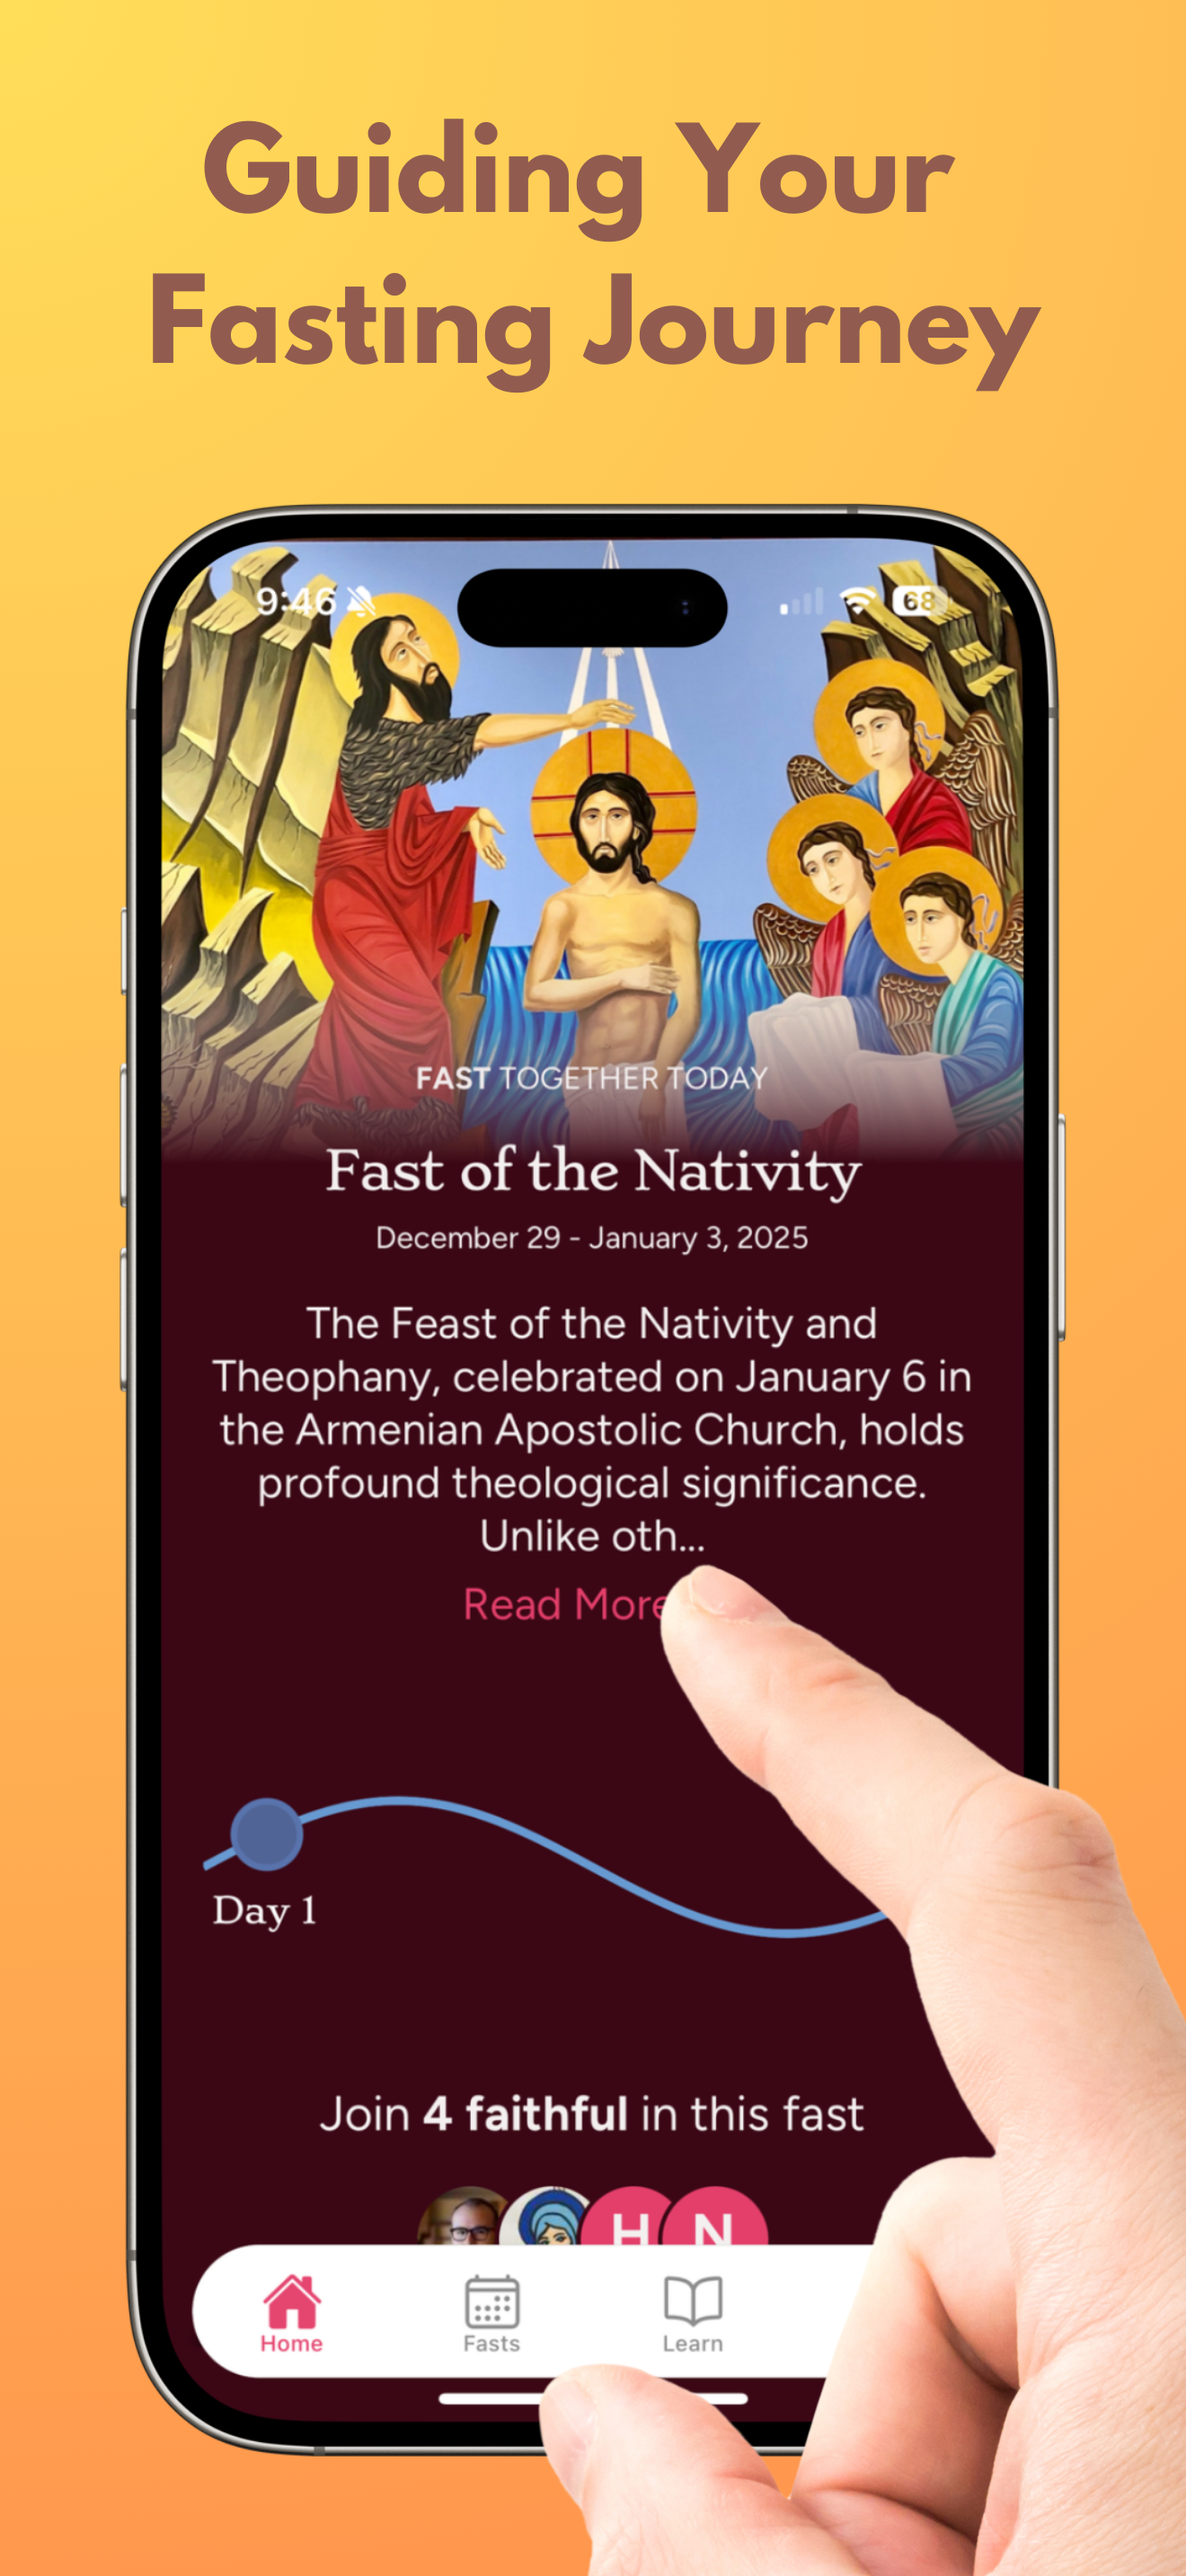 Guiding Your
Fasting Journey
9:46
68
FAST TOGETHER TODAY
Fast of the Nativity
December 29 - January 3, 2025
The Feast of the Nativity and
Theophany, celebrated on January 6 in
the Armenian Apostolic Church, holds
profound theological significance.
Unlike oth...
Read More
Day 1
Join 4 faithful in this fast
H N
Home Fasts Learn